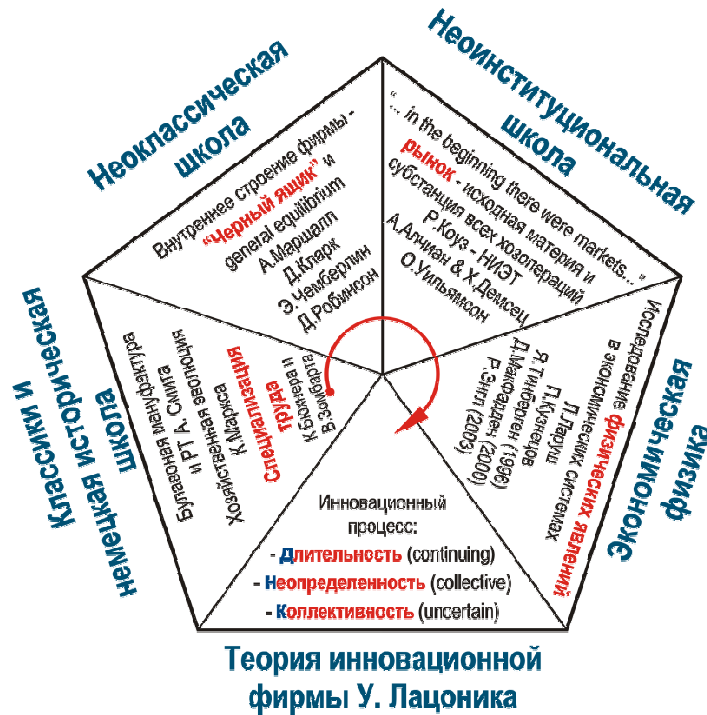 Неоклассическая
школа
Внутреннее строение фирмы -
“Черный ящик” и
general equilibrium
А.Маршалл
Д.Кларк
Э.Чемберлин
Д.Робинсон
Неоинституциональная
школа
“... in the beginning there were markets...”
рынок - исходная материя и
субстанция всех хозопераций
Р.Коуз - НИЭТ
А.Алчиан & Х.Демсец
О.Уильямсон
Экономическая
физика
Исследование физических явлений
в экономических системах
Л.Ларуш
П.Кузнецов
Я.Тинберген (1996)
Д.Макфадден (2000)
Р.Энгл (2003)
Теория инновационной
фирмы У. Лацоника
Инновационный
процесс:
- Длительность (continuing)
- Неопределенность (collective)
- Коллективность (uncertain)
Классики и
немецкая историческая
школа
Булавочная мануфактура
и РТ А. Смита
Хозяйственная эволюция
К.Маркса
Специализация
труда
К.Бюхера и
В.Зомбарта